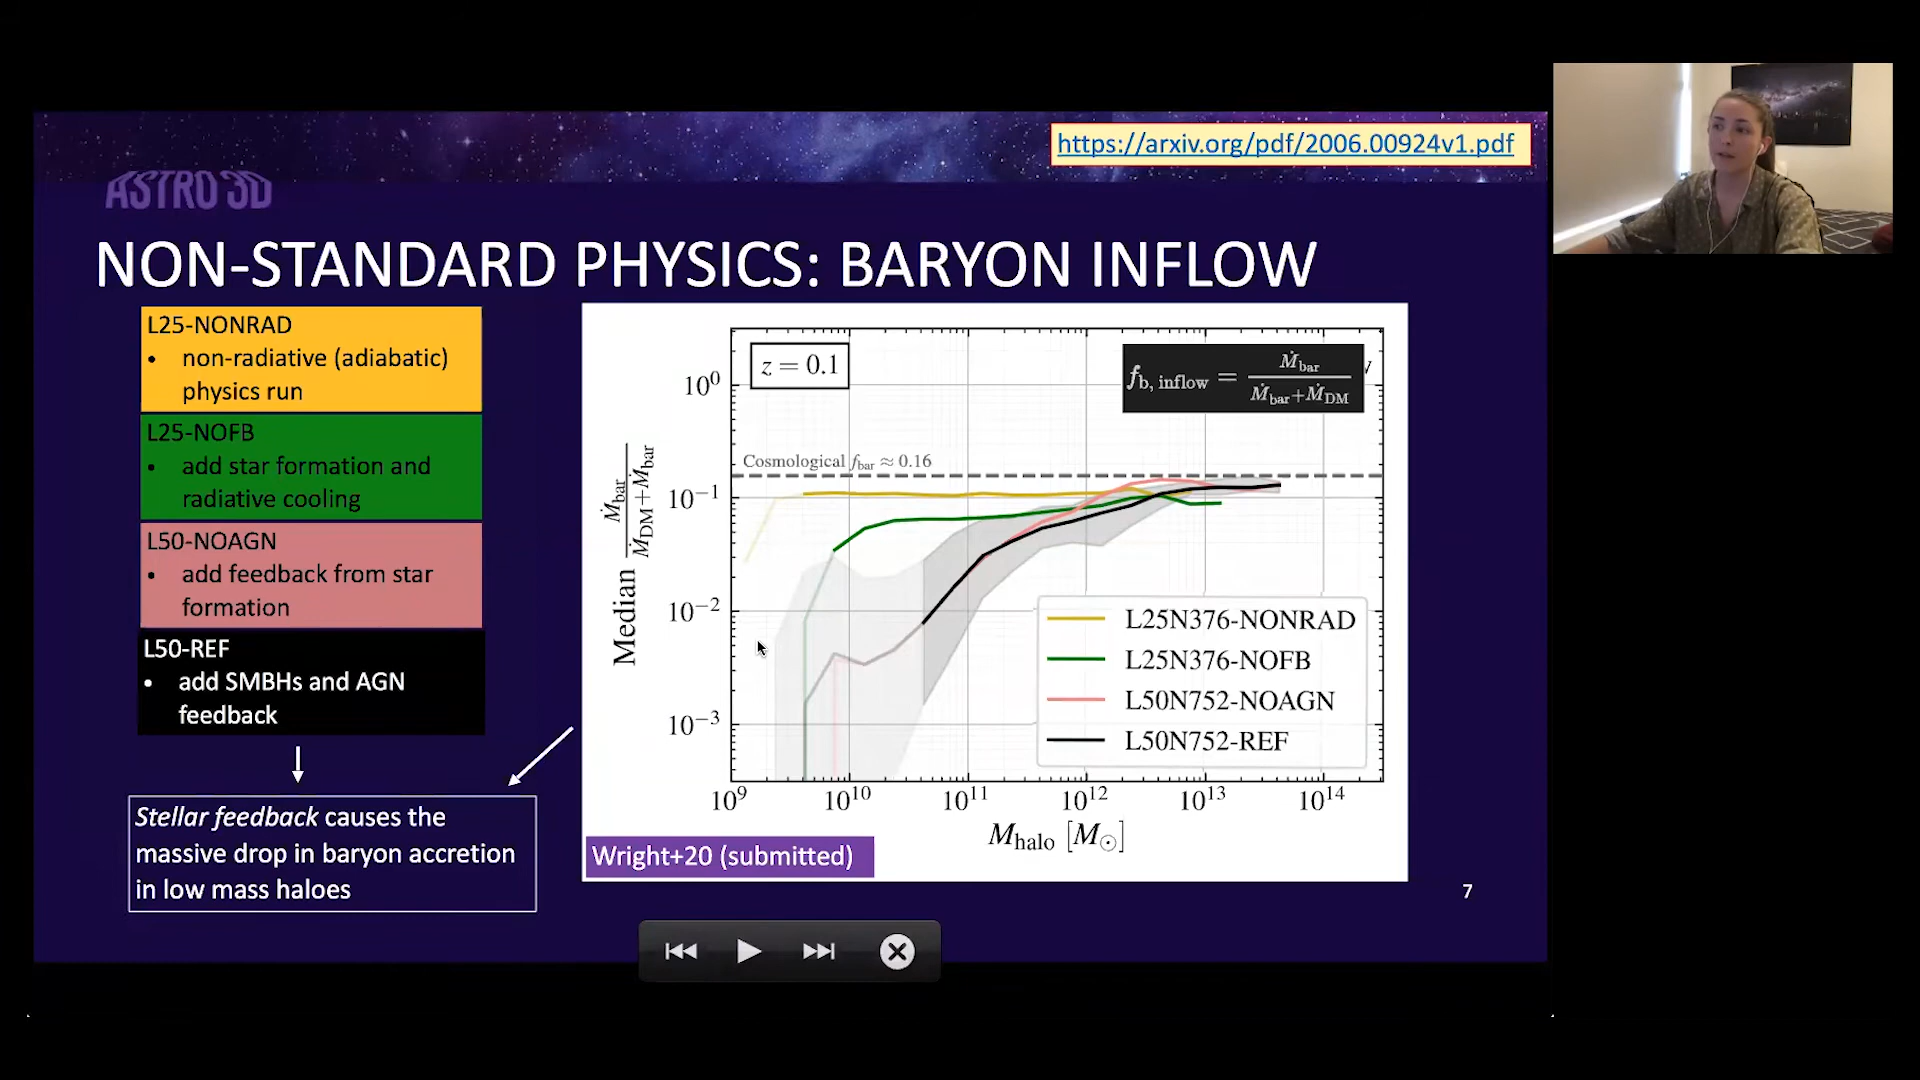 https://arxiv.org/pdf/2006.00924v1.pdf
ASTRO 3D
NON-STANDARD PHYSICS: BARYON INFLOW
L25-NONRAD
• non-radiative (adiabatic)
physics run
L25-NOFB
• add star formation and
radiative cooling
L50-NOAGN
• add feedback from star
formation
L50-REF
• add SMBHs and AGN
feedback
Stellar feedback causes the
massive drop in baryon accretion
in low mass haloes
z = 0.1
f_b, inflow = Ṁ_bar / (Ṁ_bar+Ṁ_DM)
Cosmological f_bar ≈ 0.16
Median Ṁ_bar / (Ṁ_DM+Ṁ_bar)
10⁰
10⁻¹
10⁻²
10⁻³
L25N376-NONRAD
L25N376-NOFB
L50N752-NOAGN
L50N752-REF
10⁹ 10¹⁰ 10¹¹ 10¹² 10¹³ 10¹⁴
M_halo [M_⊙]
Wright+20 (submitted)
7